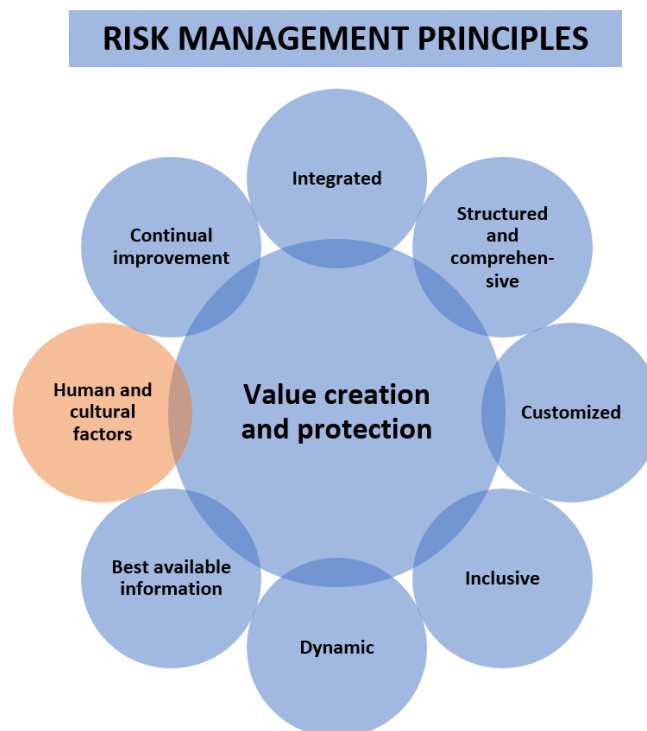 RISK MANAGEMENT PRINCIPLES
Integrated
Structured
and
comprehen-
sive
Customized
Inclusive
Dynamic
Best available
information
Human and
cultural
factors
Continual
improvement
Value creation
and protection